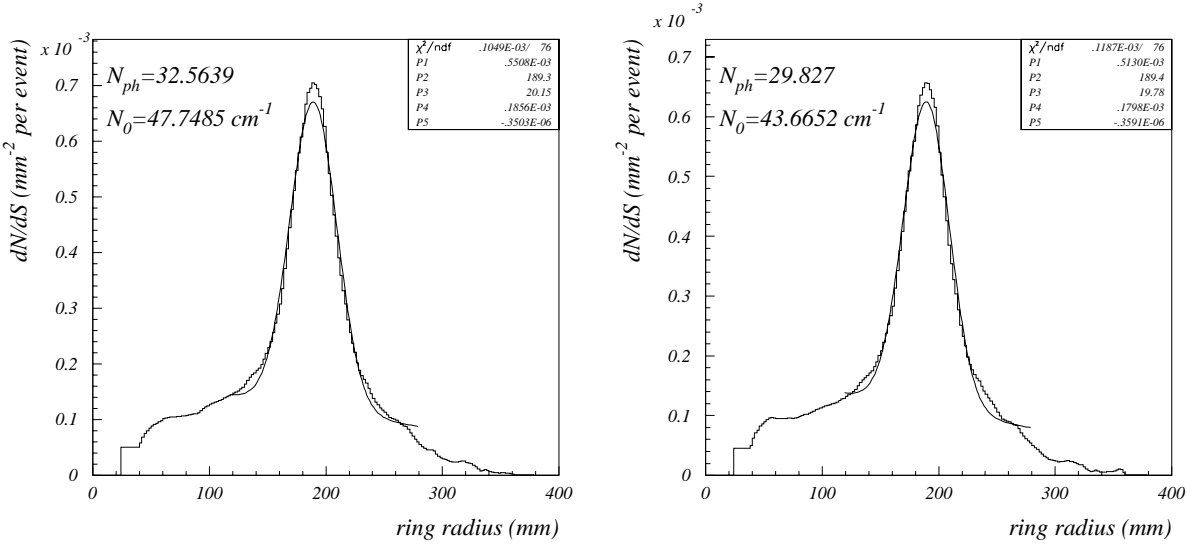 x 10 -3
χ2/ndf .1049E-03/ 76
P1 .5508E-03
P2 189.3
P3 20.15
P4 .1856E-03
P5 -.3503E-06
Nph=32.5639
N0=47.7485 cm-1
dN/dS (mm-2 per event)
0.7
0.6
0.5
0.4
0.3
0.2
0.1
0
0 100 200 300 400
ring radius (mm)
x 10 -3
χ2/ndf .1187E-03/ 76
P1 .5130E-03
P2 189.4
P3 19.78
P4 .1798E-03
P5 -.3591E-06
Nph=29.827
N0=43.6652 cm-1
dN/dS (mm-2 per event)
0.7
0.6
0.5
0.4
0.3
0.2
0.1
0
0 100 200 300 400
ring radius (mm)